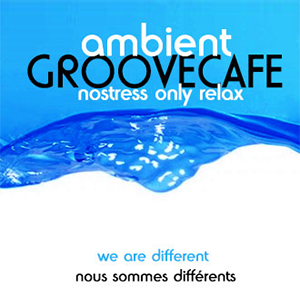 ambient
GROOVECAFE
nostress only relax
we are different
nous sommes différents